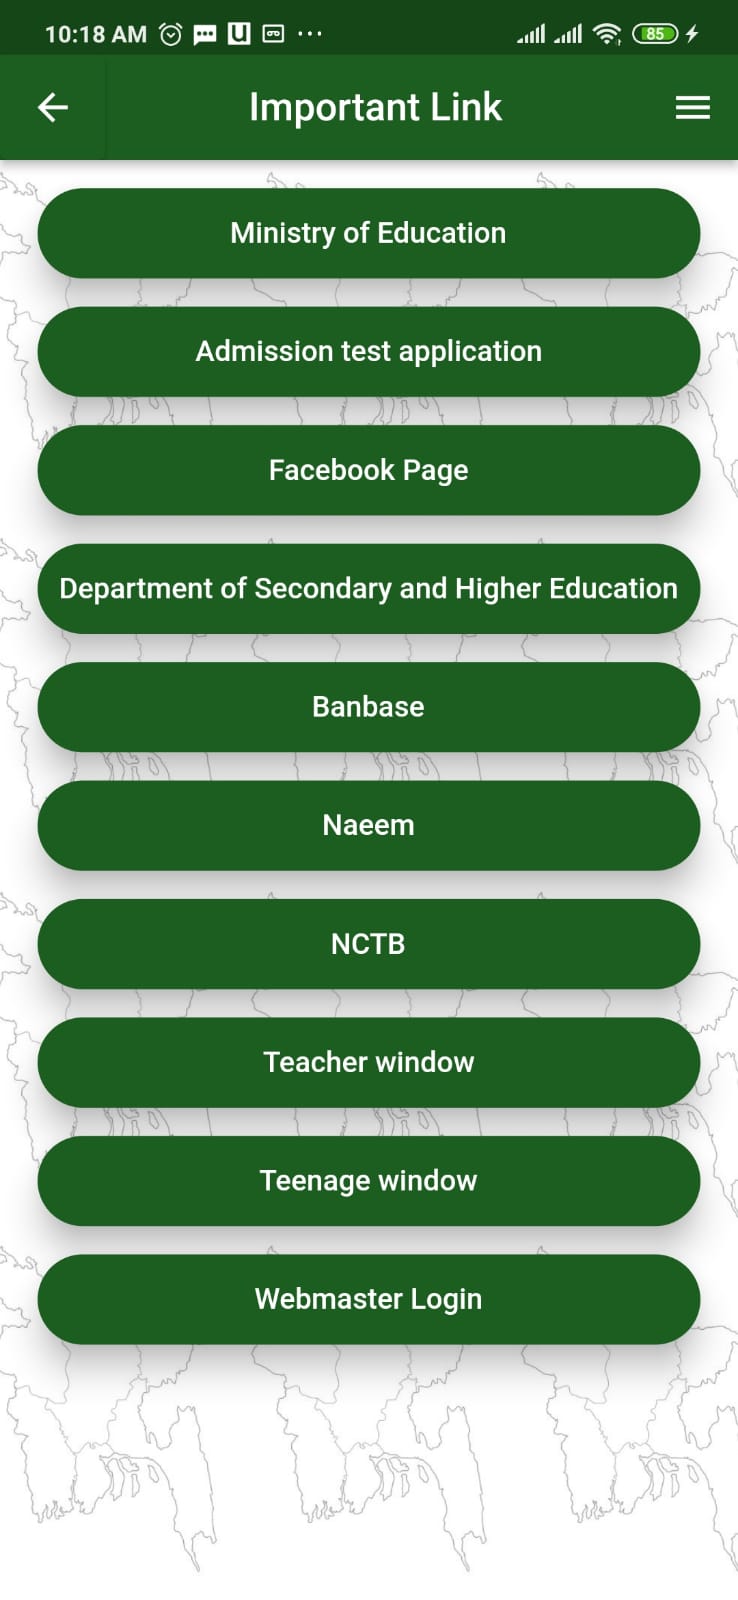 10:18 AM
85
Important Link
Ministry of Education
Admission test application
Facebook Page
Department of Secondary and Higher Education
Banbase
Naeem
NCTB
Teacher window
Teenage window
Webmaster Login